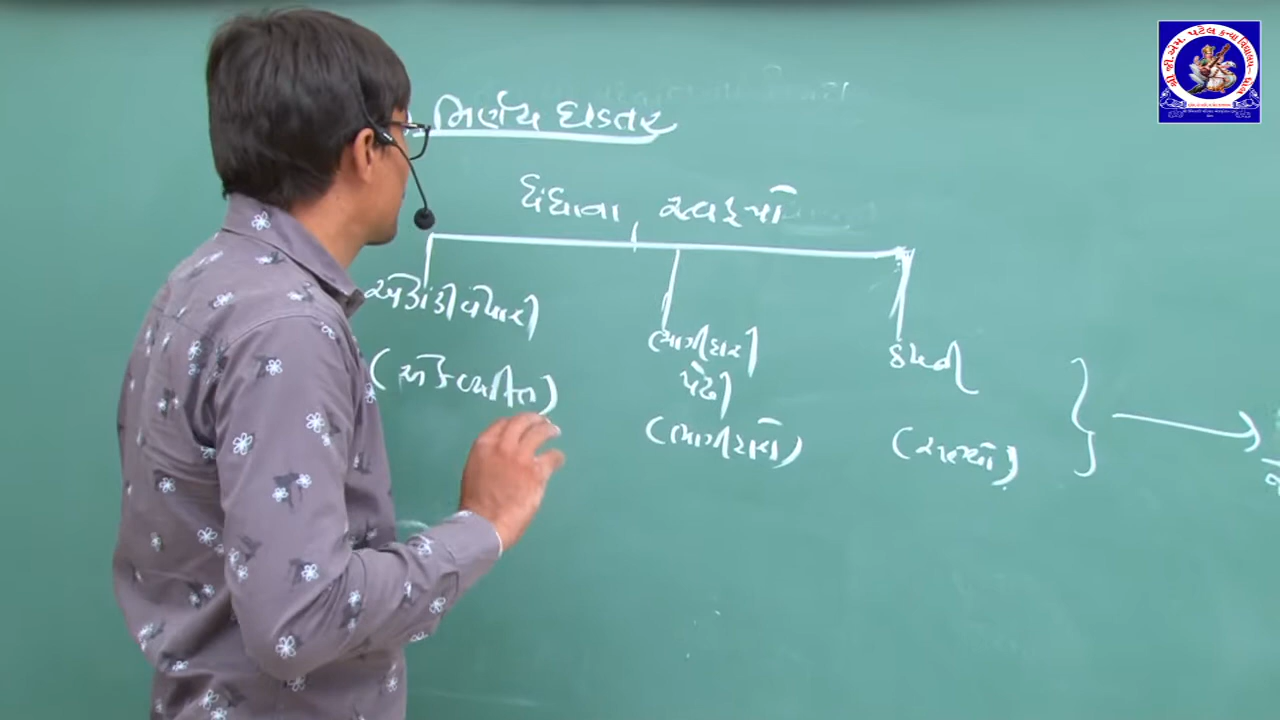 નિર્ણય ઘડતર
ધંધાના સ્વરૂપો
એકાંકી વેપારી
(એક વ્યક્તિ)
ભાગીદારી
પેઢી
(ભાગીદારો)
કંપની
(સભ્યો)